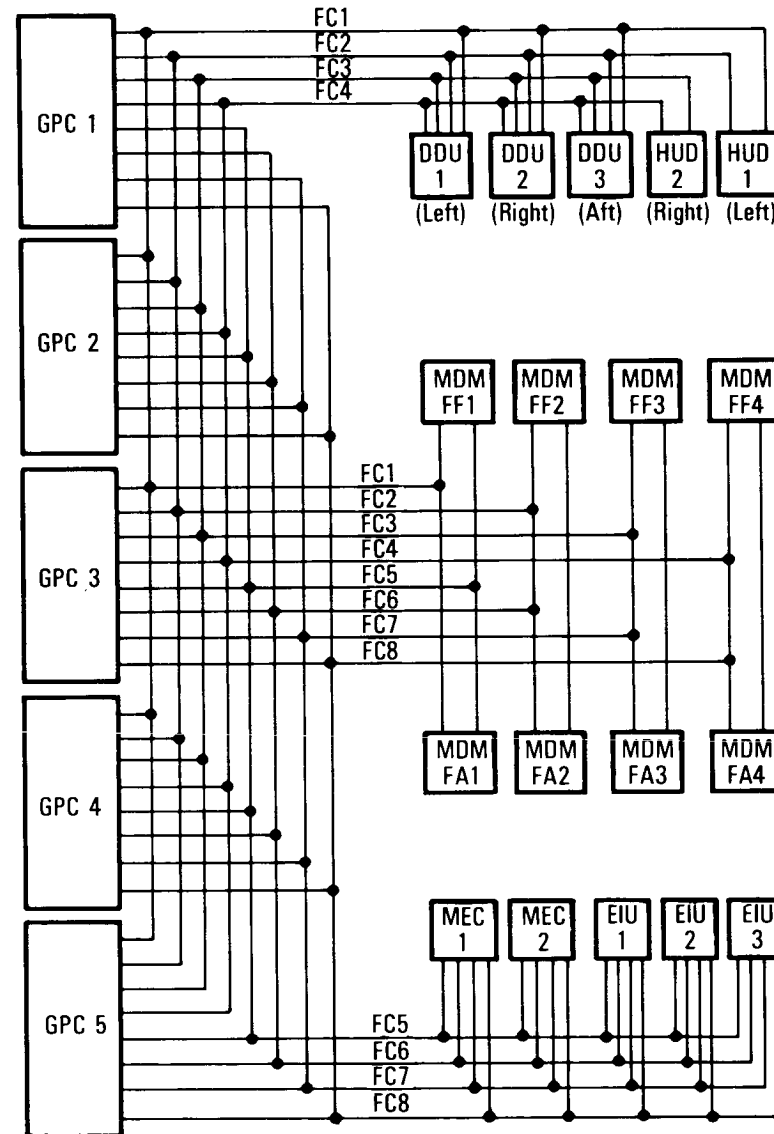 FC1
FC2
FC3
FC4
GPC 1
DDU 1
DDU 2
DDU 3
HUD 2
HUD 1
(Left)
(Right)
(Aft)
(Right)
(Left)
GPC 2
MDM FF1
MDM FF2
MDM FF3
MDM FF4
GPC 3
FC1
FC2
FC3
FC4
FC5
FC6
FC7
FC8
MDM FA1
MDM FA2
MDM FA3
MDM FA4
GPC 4
MEC 1
MEC 2
EIU 1
EIU 2
EIU 3
GPC 5
FC5
FC6
FC7
FC8